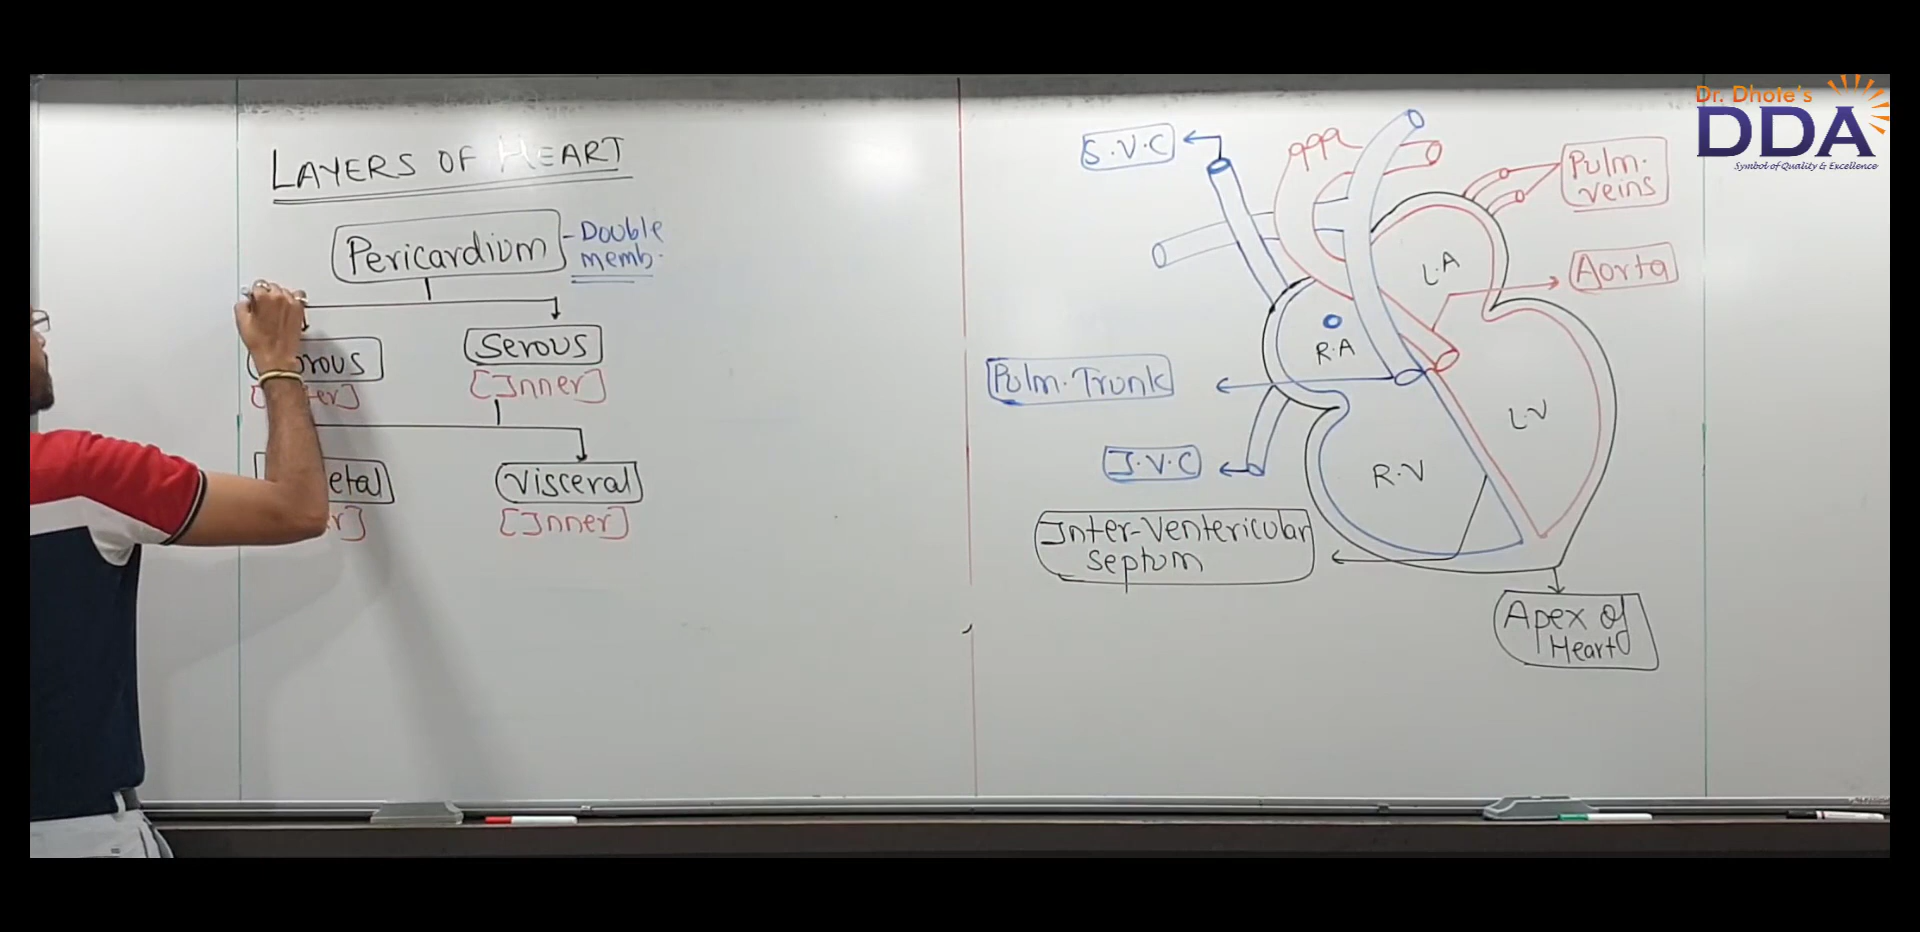 LAYERS OF HEART
Pericardium
- Double
memb.
Serous
[Inner]
Visceral
[Inner]
S.V.C
Pulm.
veins
L.A
Aorta
R.A
Pulm. Trunk
L.V
I.V.C
R.V
Inter-Ventericular
Septum
Apex of
Heart
Dr. Dhole's
DDA
Symbol of Quality & Excellence